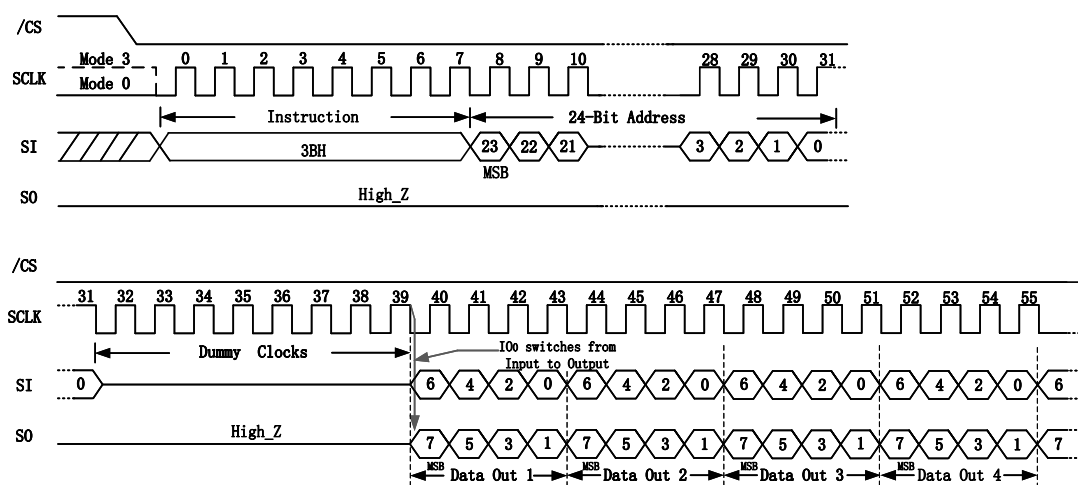 /CS
Mode 3 0 1 2 3 4 5 6 7 8 9 10 28 29 30 31
SCLK Mode 0
Instruction 24-Bit Address
SI 3BH 23 22 21 3 2 1 0
MSB
SO High_Z
/CS
31 32 33 34 35 36 37 38 39 40 41 42 43 44 45 46 47 48 49 50 51 52 53 54 55
SCLK
Dummy Clocks IO0 switches from
Input to Output
SI 0 6 4 2 0 6 4 2 0 6 4 2 0 6 4 2 0 6
SO High_Z 7 5 3 1 7 5 3 1 7 5 3 1 7 5 3 1 7
MSB Data Out 1 MSB Data Out 2 MSB Data Out 3 MSB Data Out 4